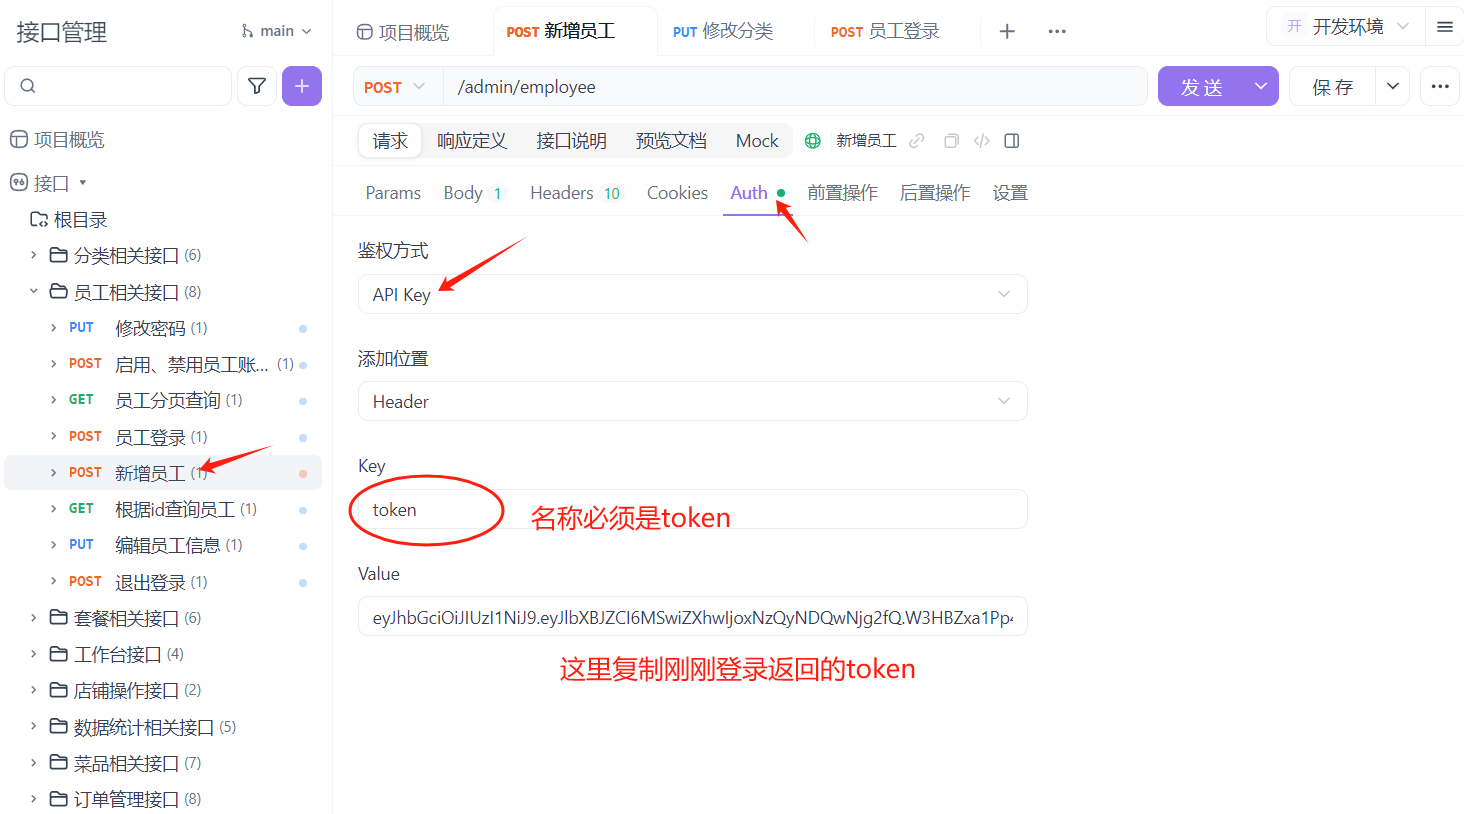 接口管理
main
项目概览
POST 新增员工
PUT 修改分类
POST 员工登录
开 开发环境
POST
/admin/employee
发 送
保 存
请求
响应定义
接口说明
预览文档
Mock
新增员工
Params
Body 1
Headers 10
Cookies
Auth
前置操作
后置操作
设置
项目概览
接口
根目录
分类相关接口 (6)
员工相关接口 (8)
PUT 修改密码 (1)
POST 启用、禁用员工账... (1)
GET 员工分页查询 (1)
POST 员工登录 (1)
POST 新增员工 (1)
GET 根据id查询员工 (1)
PUT 编辑员工信息 (1)
POST 退出登录 (1)
套餐相关接口 (6)
工作台接口 (4)
店铺操作接口 (2)
数据统计相关接口 (5)
菜品相关接口 (7)
订单管理接口 (8)
鉴权方式
API Key
添加位置
Header
Key
token
名称必须是token
Value
eyJhbGciOiJIUzI1NiJ9.eyJlbXBJZCI6MSwiZXhwIjoxNzQyNDQwNjg2fQ.W3HBZxa1Pp4
这里复制刚刚登录返回的token